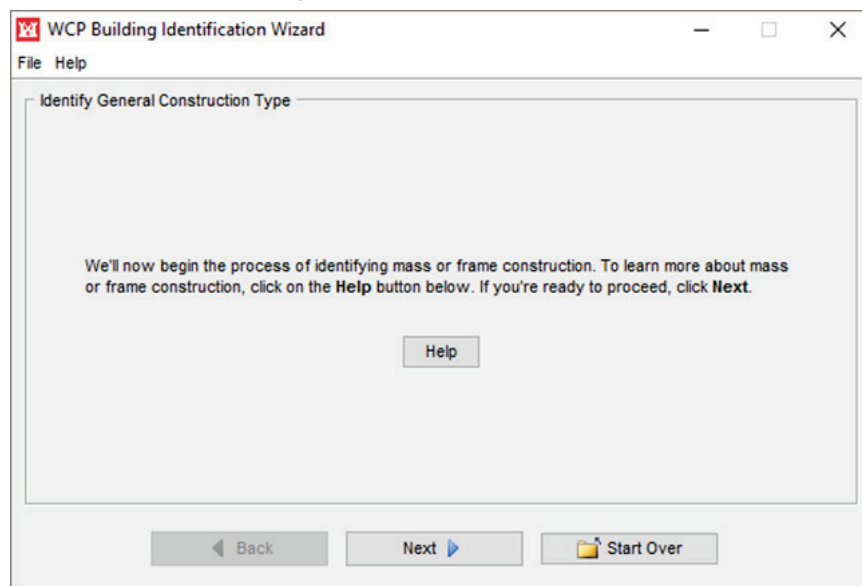 WCP Building Identification Wizard
File Help
Identify General Construction Type
We'll now begin the process of identifying mass or frame construction. To learn more about mass
or frame construction, click on the Help button below. If you're ready to proceed, click Next.
Help
Back Next Start Over